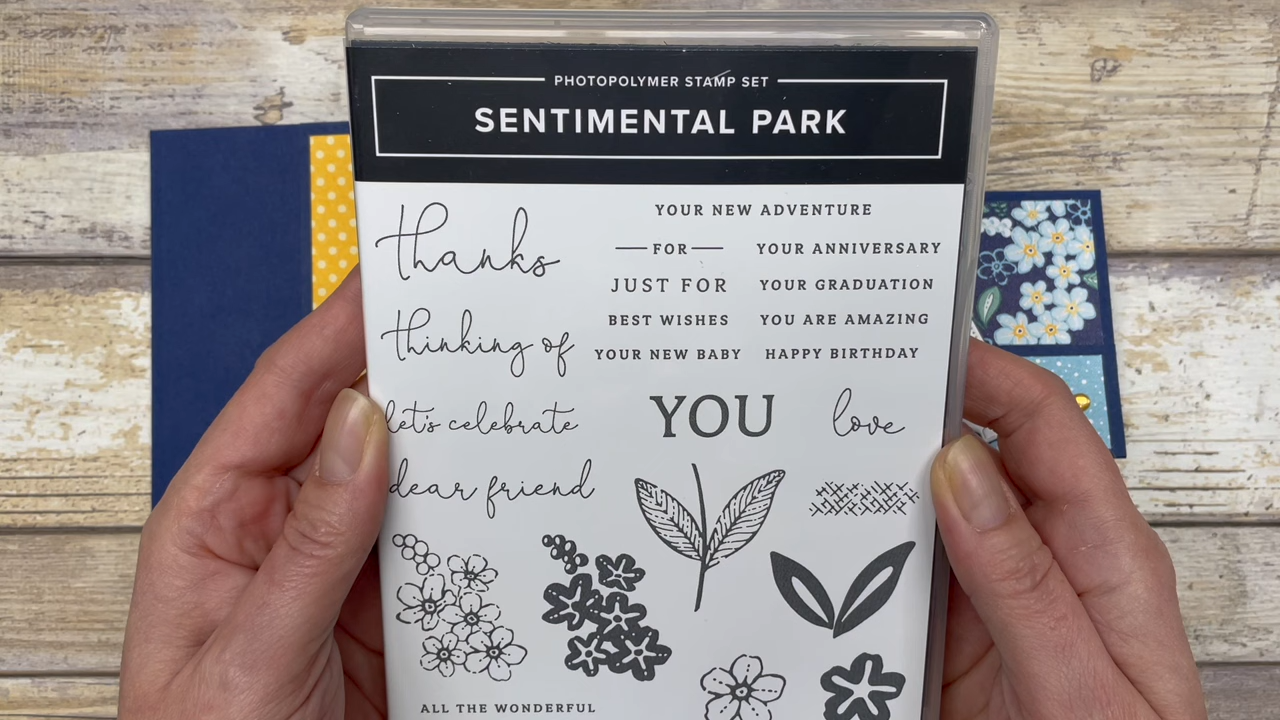 PHOTOPOLYMER STAMP SET
SENTIMENTAL PARK
thanks
YOUR NEW ADVENTURE
FOR
YOUR ANNIVERSARY
JUST FOR
YOUR GRADUATION
thinking of
BEST WISHES
YOU ARE AMAZING
YOUR NEW BABY
HAPPY BIRTHDAY
let's celebrate
YOU
love
dear friend
ALL THE WONDERFUL